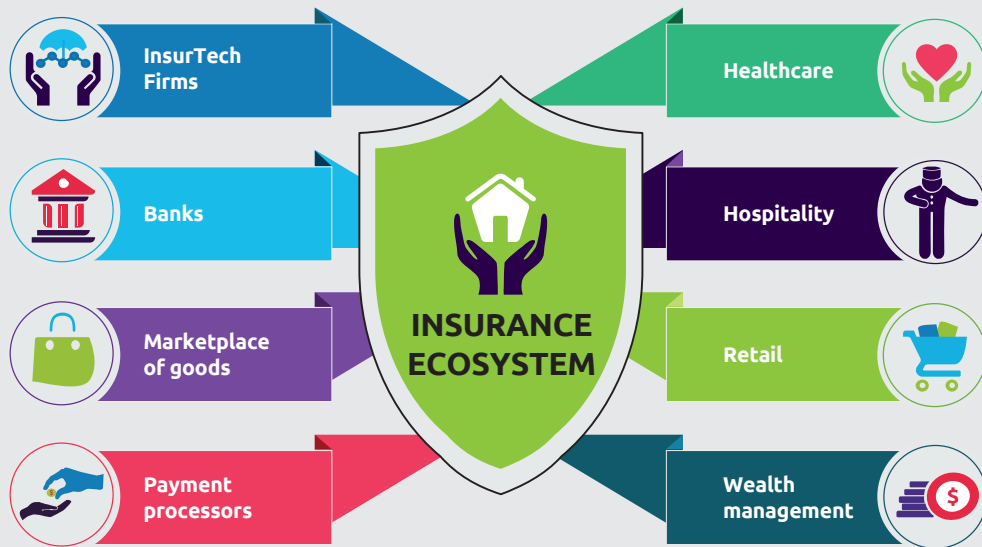 InsurTech
Firms
Banks
Marketplace
of goods
Payment
processors
INSURANCE
ECOSYSTEM
Healthcare
Hospitality
Retail
Wealth
management
$